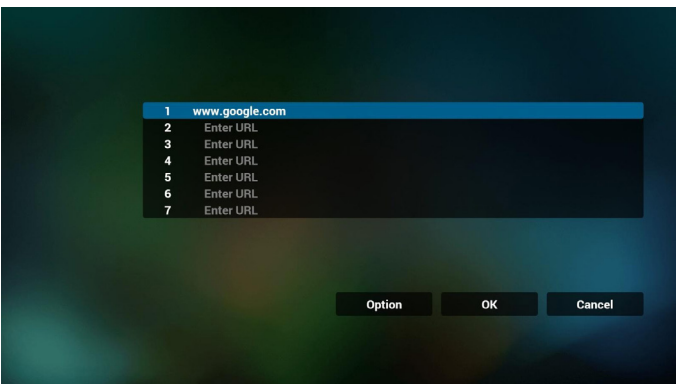 1 www.google.com
2 Enter URL
3 Enter URL
4 Enter URL
5 Enter URL
6 Enter URL
7 Enter URL
Option OK Cancel